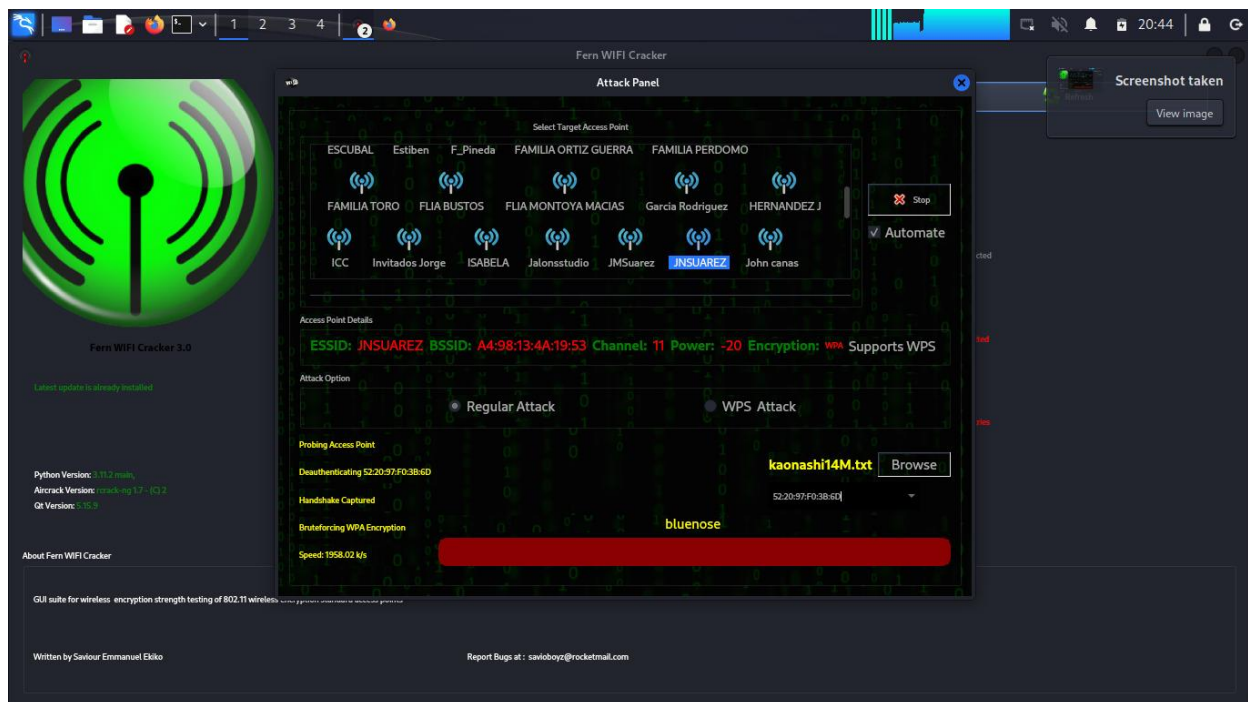 1 2 3 4 2 20:44
Fern WIFI Cracker
Attack Panel
Screenshot taken
Refresh
View image
Select Target Access Point
ESCUBAL Estiben F_Pineda FAMILIA ORTIZ GUERRA FAMILIA PERDOMO
FAMILIA TORO FLIA BUSTOS FLIA MONTOYA MACIAS Garcia Rodriguez HERNANDEZ J
Stop
Automate
ICC Invitados Jorge ISABELA Jalonsstudio JMSuarez JNSUAREZ John canas
cted
Access Point Details
ESSID: JNSUAREZ BSSID: A4:98:13:4A:19:53 Channel: 11 Power: -20 Encryption: WPA Supports WPS
ted
Fern WIFI Cracker 3.0
Attack Option
Latest update is already installed
Regular Attack WPS Attack
ries
Probing Access Point
kaonashi14M.txt Browse
Deauthenticating 52:20:97:F0:3B:6D
Python Version: 3.11.2 main,
Aircrack Version: rcrack-ng 1.7 - (C) 2
Qt Version: 5.15.9
Handshake Captured
52:20:97:F0:3B:6D
Bruteforcing WPA Encryption
bluenose
Speed: 1958.02 k/s
About Fern WIFI Cracker
GUI suite for wireless encryption strength testing of 802.11 wireless encryption standard access points
Written by Saviour Emmanuel Ekiko Report Bugs at : savioboyz@rocketmail.com